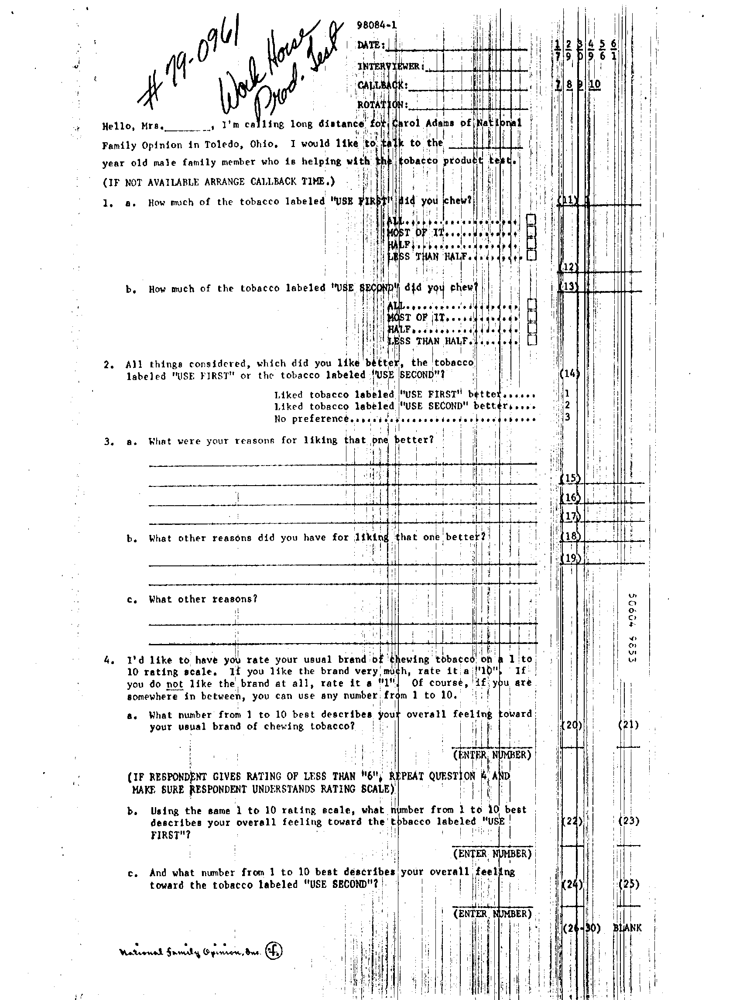 # 79-0961
Work Horse
Prod. Test
98084-1
DATE:
INTERVIEWER:
CALLBACK:
ROTATION:
1 2 3 4 5 6
7 9 0 9 6 1
7 8 9 10
Hello, Mrs.________, I'm calling long distance for Carol Adams of National
Family Opinion in Toledo, Ohio. I would like to talk to the ________
year old male family member who is helping with the tobacco product test.
(IF NOT AVAILABLE ARRANGE CALLBACK TIME.)
1. a. How much of the tobacco labeled "USE FIRST" did you chew? (11)
ALL....................
MOST OF IT.............
HALF...................
LESS THAN HALF.........
(12)
b. How much of the tobacco labeled "USE SECOND" did you chew? (13)
ALL....................
MOST OF IT.............
HALF...................
LESS THAN HALF.........
2. All things considered, which did you like better, the tobacco
labeled "USE FIRST" or the tobacco labeled "USE SECOND"? (14)
Liked tobacco labeled "USE FIRST" better...... 1
Liked tobacco labeled "USE SECOND" better..... 2
No preference................................ 3
3. a. What were your reasons for liking that one better?
(15)
(16)
(17)
b. What other reasons did you have for liking that one better? (18)
(19)
c. What other reasons?
50604 9853
4. I'd like to have you rate your usual brand of chewing tobacco on a 1 to
10 rating scale. If you like the brand very much, rate it a "10". If
you do not like the brand at all, rate it a "1". Of course, if you are
somewhere in between, you can use any number from 1 to 10.
a. What number from 1 to 10 best describes your overall feeling toward
your usual brand of chewing tobacco? (20) (21)
(ENTER NUMBER)
(IF RESPONDENT GIVES RATING OF LESS THAN "6", REPEAT QUESTION 4 AND
MAKE SURE RESPONDENT UNDERSTANDS RATING SCALE)
b. Using the same 1 to 10 rating scale, what number from 1 to 10 best
describes your overall feeling toward the tobacco labeled "USE (22) (23)
FIRST"?
(ENTER NUMBER)
c. And what number from 1 to 10 best describes your overall feeling
toward the tobacco labeled "USE SECOND"? (24) (25)
(ENTER NUMBER)
(26-30) BLANK
National Family Opinion, Inc.